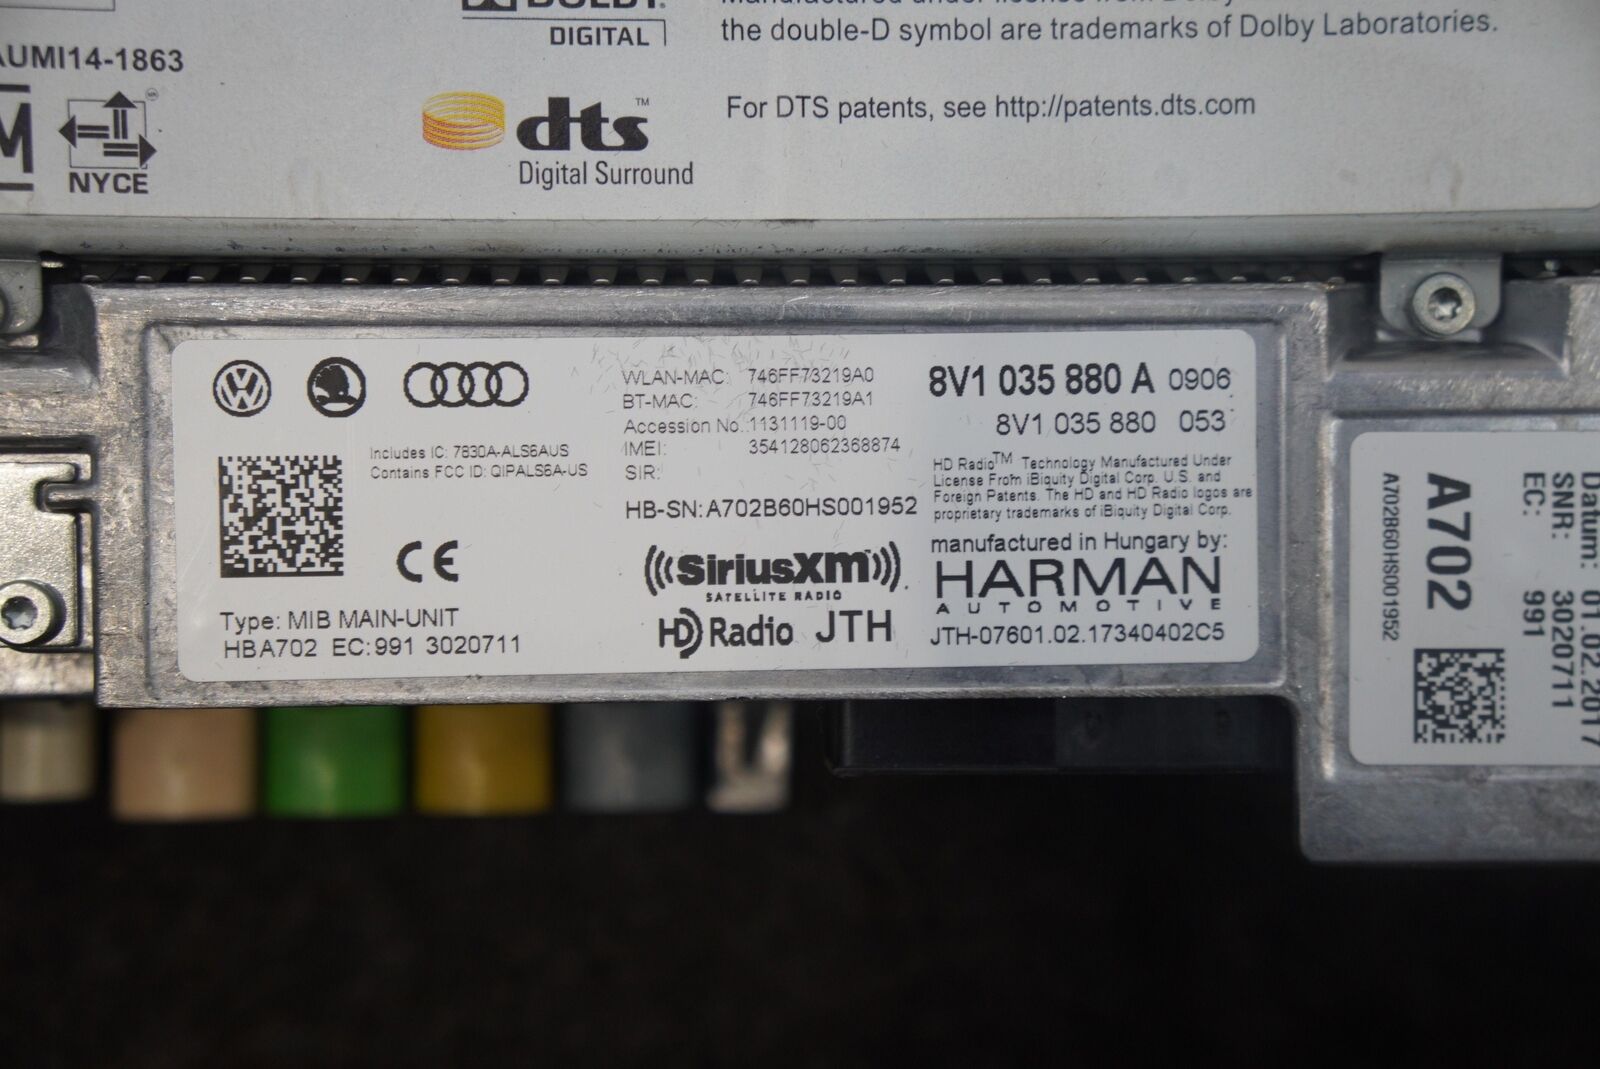 DIGITAL
the double-D symbol are trademarks of Dolby Laboratories.
AUMI14-1863
NYCE
dts™
Digital Surround
For DTS patents, see http://patents.dts.com
Includes IC: 7830A-ALS6AUS
Contains FCC ID: QIPALS6A-US
CE
Type: MIB MAIN-UNIT
HBA702 EC:991 3020711
WLAN-MAC: 746FF73219A0
BT-MAC: 746FF73219A1
Accession No.:1131119-00
IMEI: 354128062368874
SIR:
HB-SN:A702B60HS001952
SiriusXM
SATELLITE RADIO
HD Radio JTH
8V1 035 880 A 0906
8V1 035 880 053
HD Radio™ Technology Manufactured Under
License From iBiquity Digital Corp. U.S. and
Foreign Patents. The HD and HD Radio logos are
proprietary trademarks of iBiquity Digital Corp.
manufactured in Hungary by:
HARMAN
AUTOMOTIVE
JTH-07601.02.17340402C5
Datum: 01.02.2017
SNR: 3020711
EC: 991
A702
A702B60HS001952